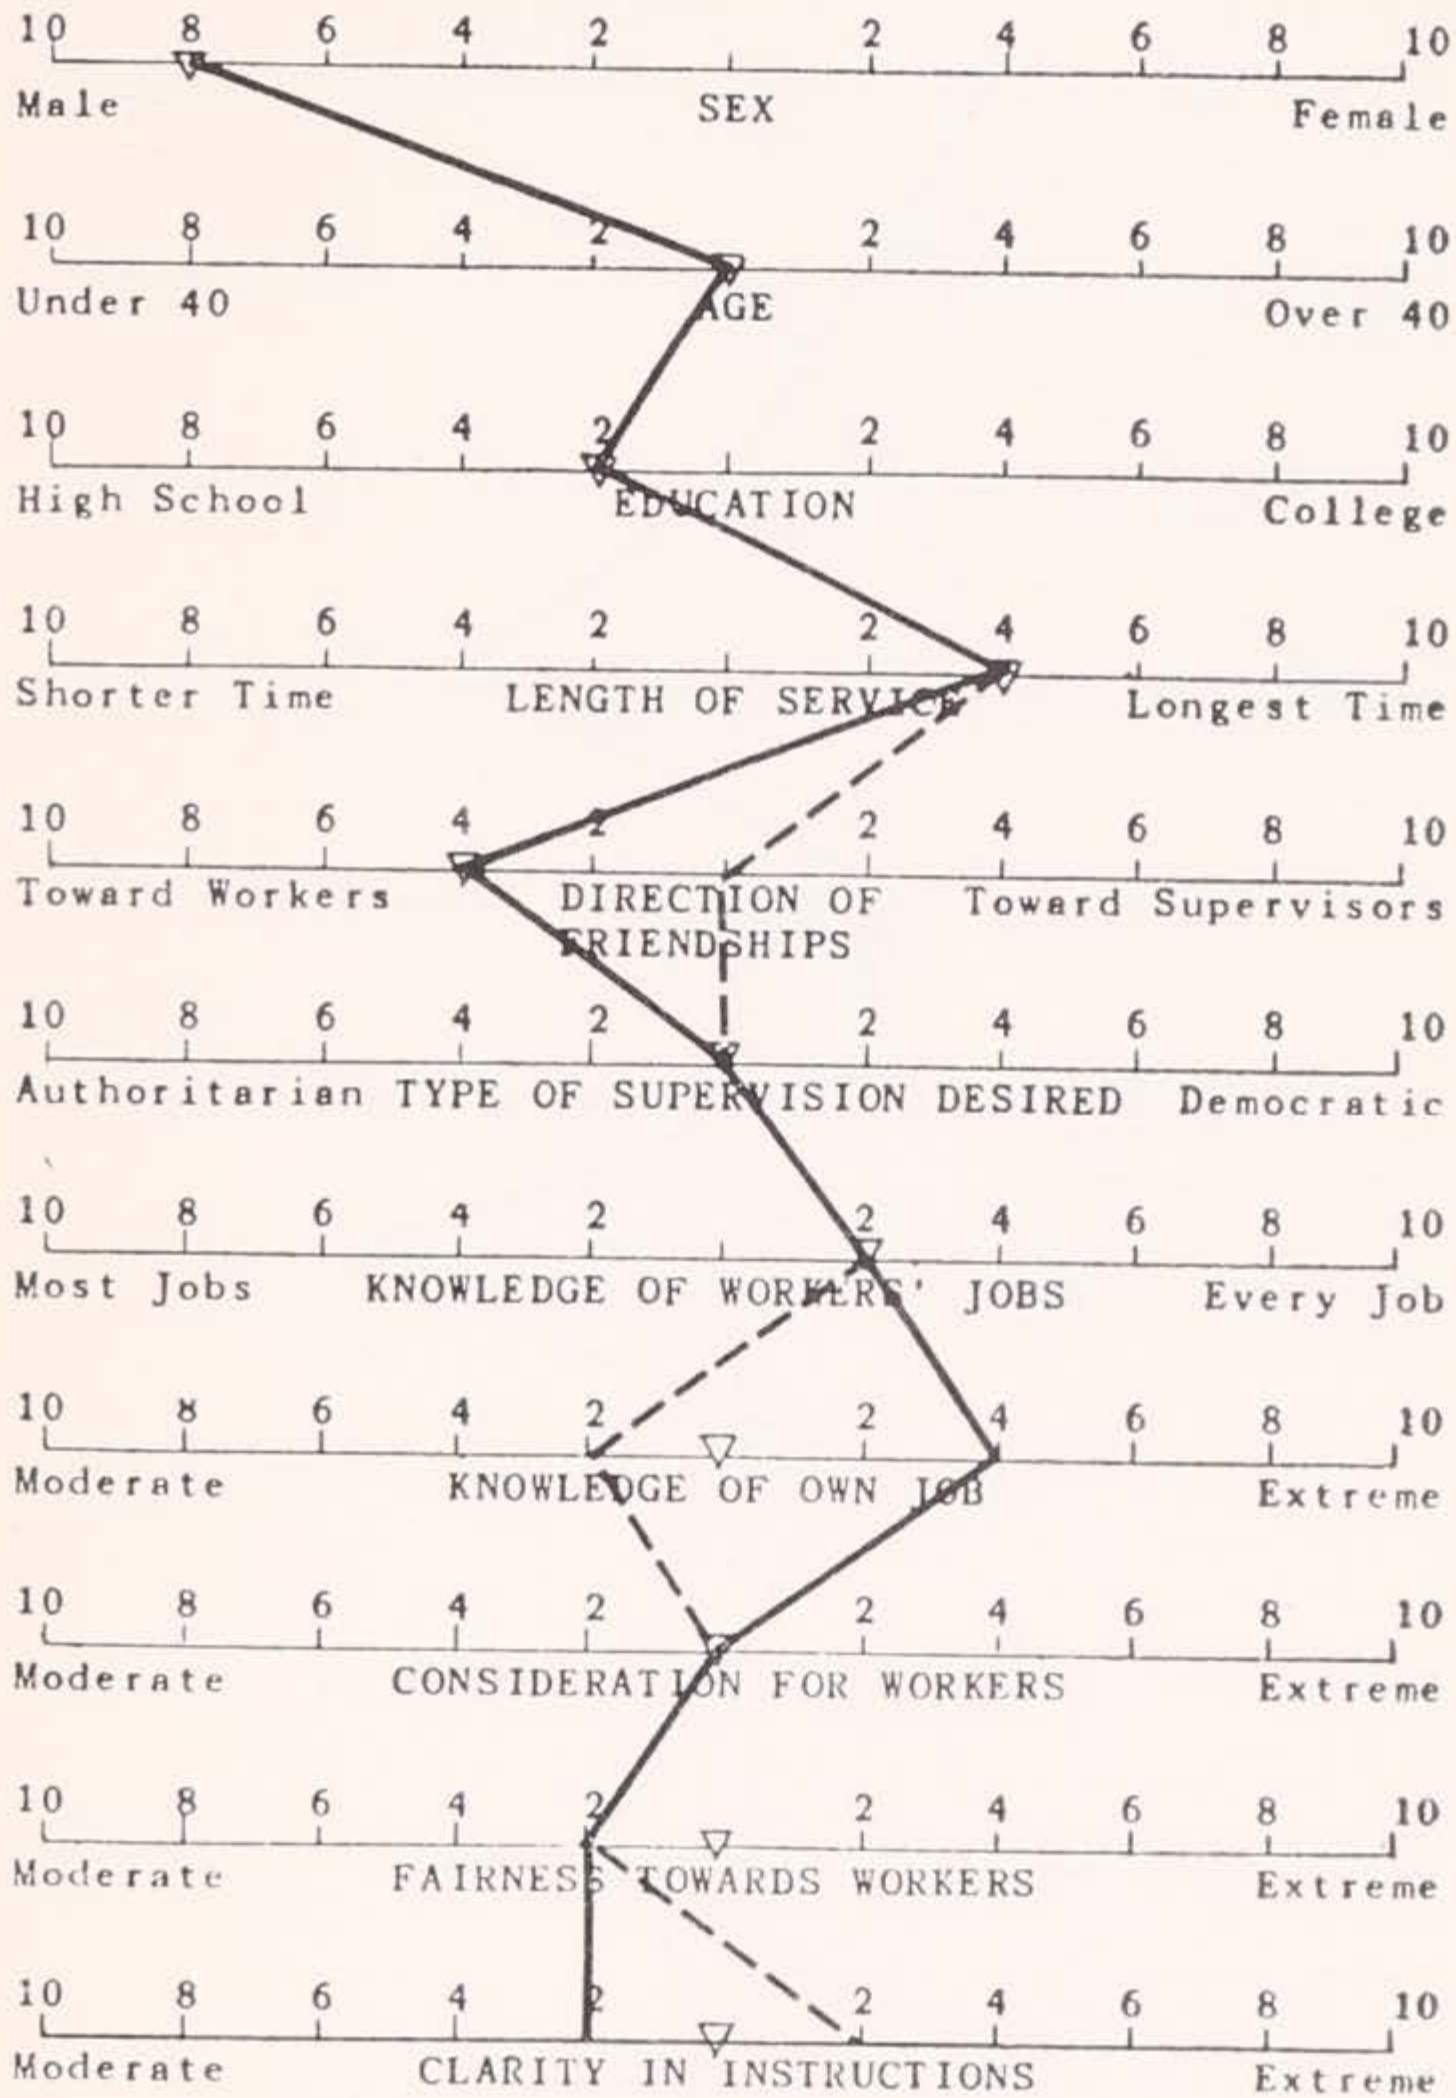 10 8 6 4 2 2 4 6 8 10
Male SEX Female
10 8 6 4 2 2 4 6 8 10
Under 40 AGE Over 40
10 8 6 4 2 2 4 6 8 10
High School EDUCATION College
10 8 6 4 2 2 4 6 8 10
Shorter Time LENGTH OF SERVICE Longest Time
10 8 6 4 2 2 4 6 8 10
Toward Workers DIRECTION OF Toward Supervisors
FRIENDSHIPS
10 8 6 4 2 2 4 6 8 10
Authoritarian TYPE OF SUPERVISION DESIRED Democratic
10 8 6 4 2 2 4 6 8 10
Most Jobs KNOWLEDGE OF WORKERS' JOBS Every Job
10 8 6 4 2 2 4 6 8 10
Moderate KNOWLEDGE OF OWN JOB Extreme
10 8 6 4 2 2 4 6 8 10
Moderate CONSIDERATION FOR WORKERS Extreme
10 8 6 4 2 2 4 6 8 10
Moderate FAIRNESS TOWARDS WORKERS Extreme
10 8 6 4 2 2 4 6 8 10
Moderate CLARITY IN INSTRUCTIONS Extreme